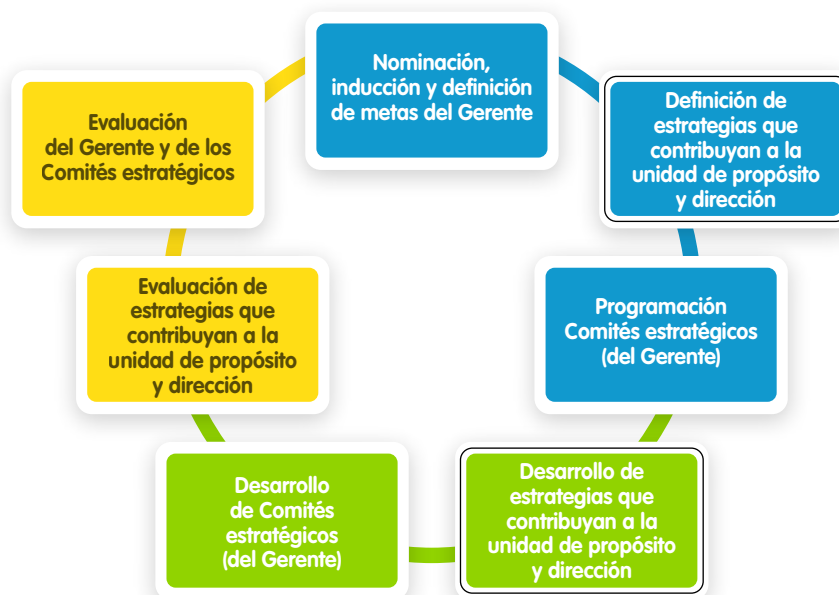 Nominación,
inducción y definición
de metas del Gerente
Definición de
estrategias que
contribuyan a la
unidad de propósito
y dirección
Programación
Comités estratégicos
(del Gerente)
Desarrollo de
estrategias que
contribuyan a la
unidad de propósito
y dirección
Desarrollo
de Comités
estratégicos
(del Gerente)
Evaluación de
estrategias que
contribuyan a la
unidad de propósito
y dirección
Evaluación
del Gerente y de los
Comités estratégicos